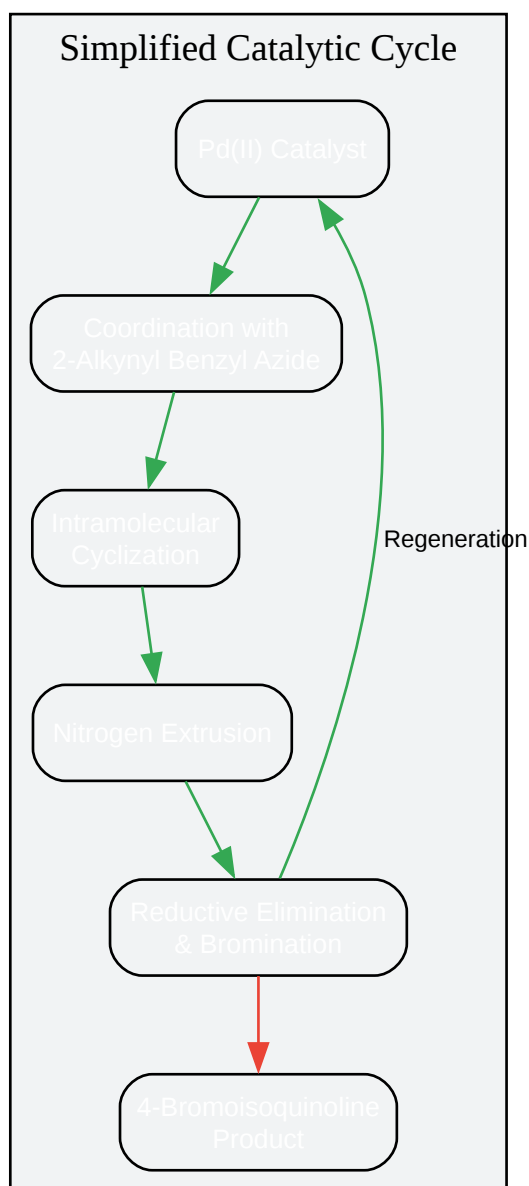 Simplified Catalytic Cycle
Pd(II) Catalyst
Coordination with
2-Alkynyl Benzyl Azide
Intramolecular
Cyclization
Regeneration
Nitrogen Extrusion
Reductive Elimination
& Bromination
4-Bromoisoquinoline
Product